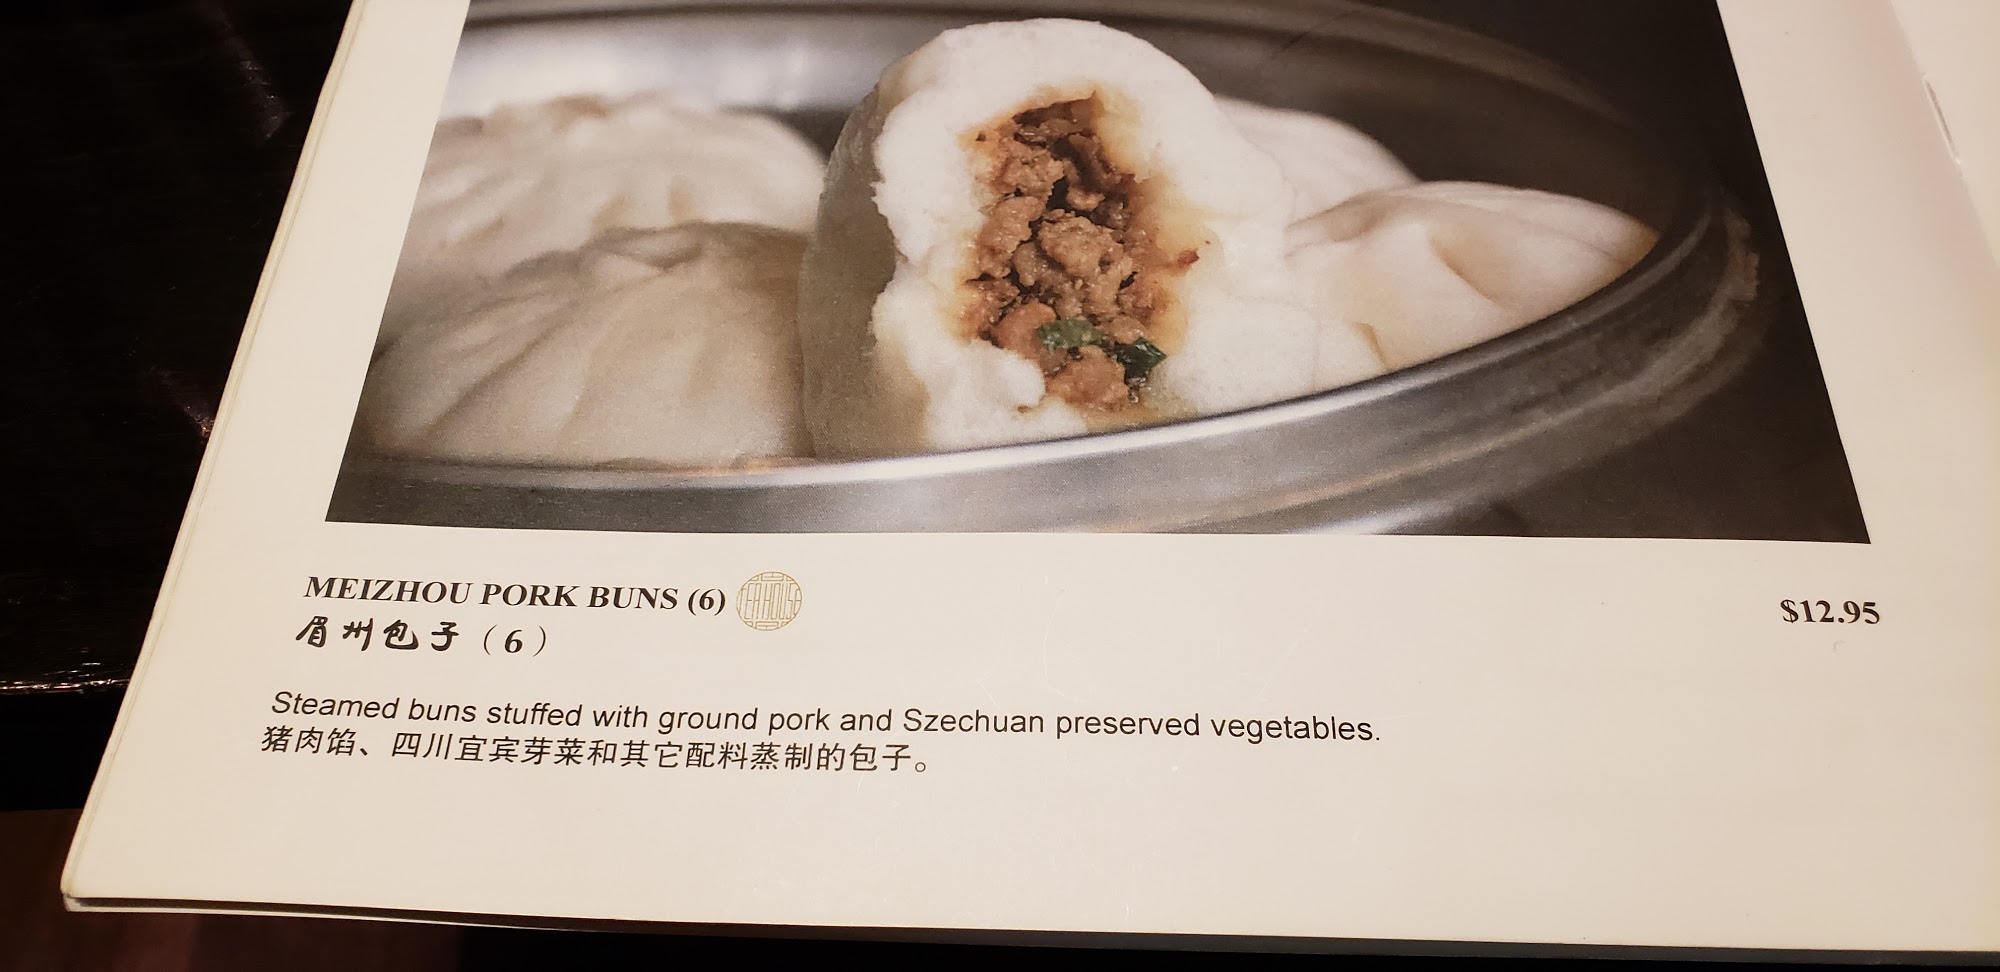 MEIZHOU PORK BUNS (6) TEA HOUSE
$12.95
眉州包子（6）
Steamed buns stuffed with ground pork and Szechuan preserved vegetables.
猪肉馅、四川宜宾芽菜和其它配料蒸制的包子。